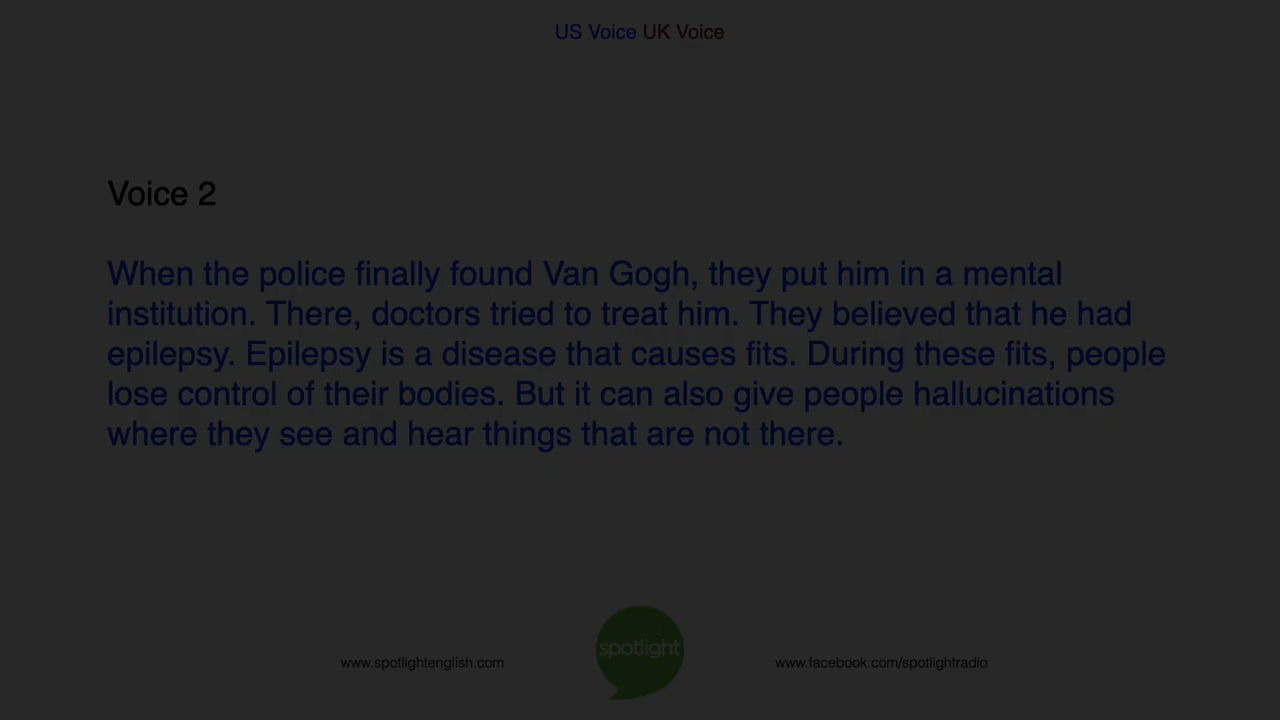 US Voice UK Voice
Voice 2
When the police finally found Van Gogh, they put him in a mental
institution. There, doctors tried to treat him. They believed that he had
epilepsy. Epilepsy is a disease that causes fits. During these fits, people
lose control of their bodies. But it can also give people hallucinations
where they see and hear things that are not there.
spotlight
www.spotlightenglish.com
www.facebook.com/spotlightradio